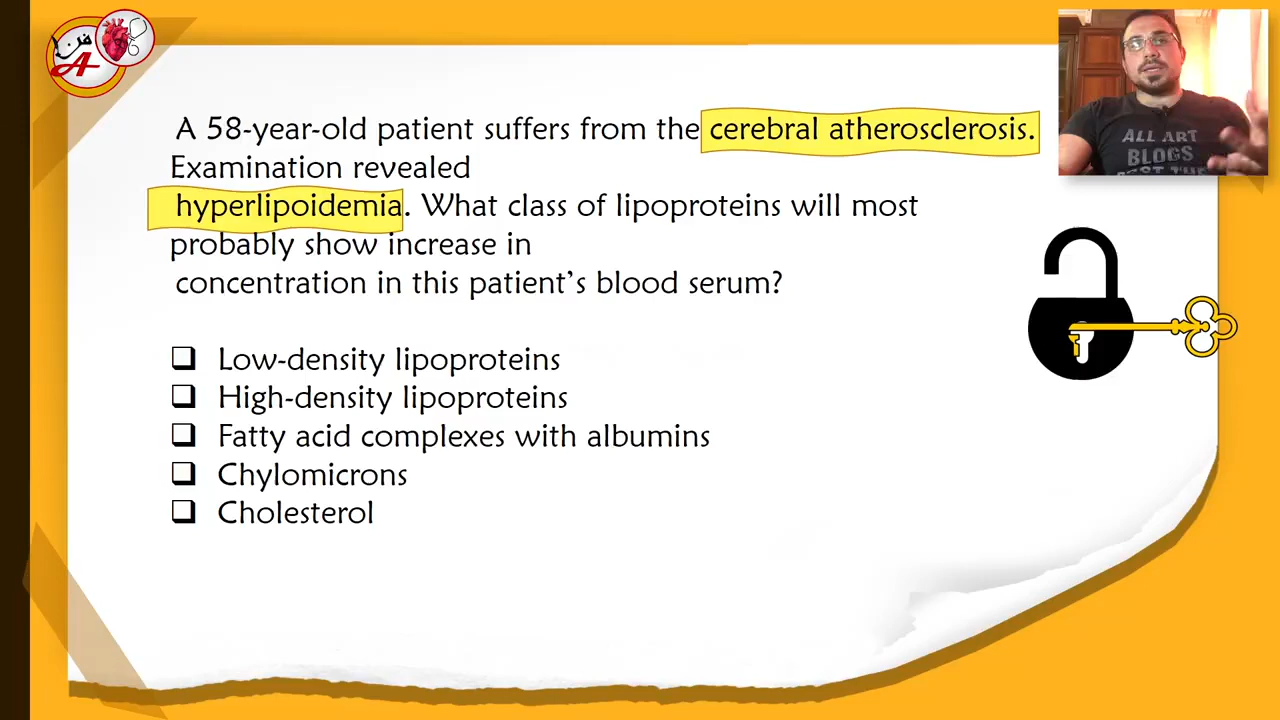 A 58-year-old patient suffers from the cerebral atherosclerosis.
Examination revealed
hyperlipoidemia. What class of lipoproteins will most
probably show increase in
concentration in this patient's blood serum?
❑ Low-density lipoproteins
❑ High-density lipoproteins
❑ Fatty acid complexes with albumins
❑ Chylomicrons
❑ Cholesterol
ALL ART
BLOGS
A